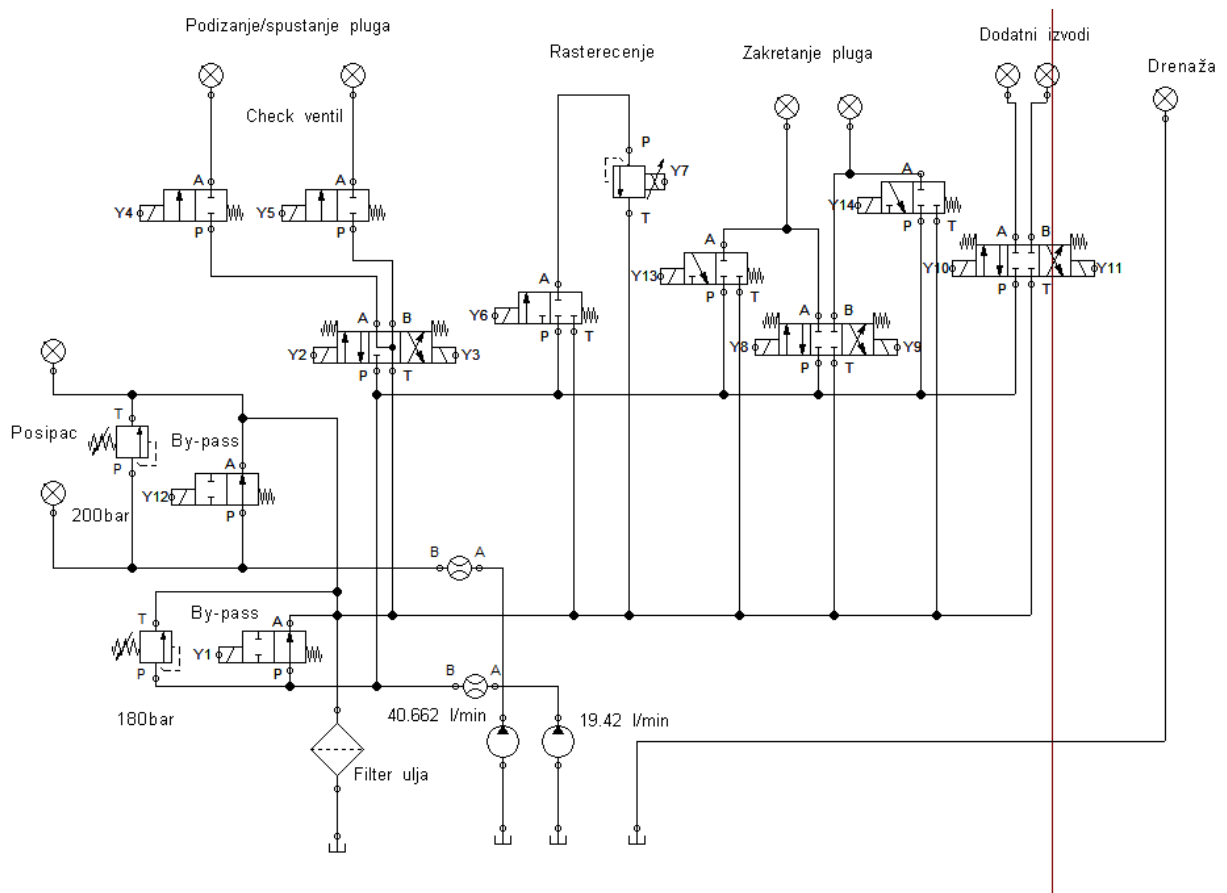 Podizanje/spustanje pluga
Rasterecenje
Zakretanje pluga
Dodatni izvodi
Drenaža
Check ventil
P
Y7
T
A
A
Y4
Y5
P
P
A
Y14
P
T
A
B
Y10
Y11
P
T
A
Y13
P
T
A
Y6
P
T
A
B
Y2
Y3
P
T
A
B
Y8
Y9
P
T
T
Posipac
P
By-pass
A
Y12
P
200bar
B
A
By-pass
T
A
Y1
P
P
B
A
180bar
40.662 l/min
19.42 l/min
Filter ulja